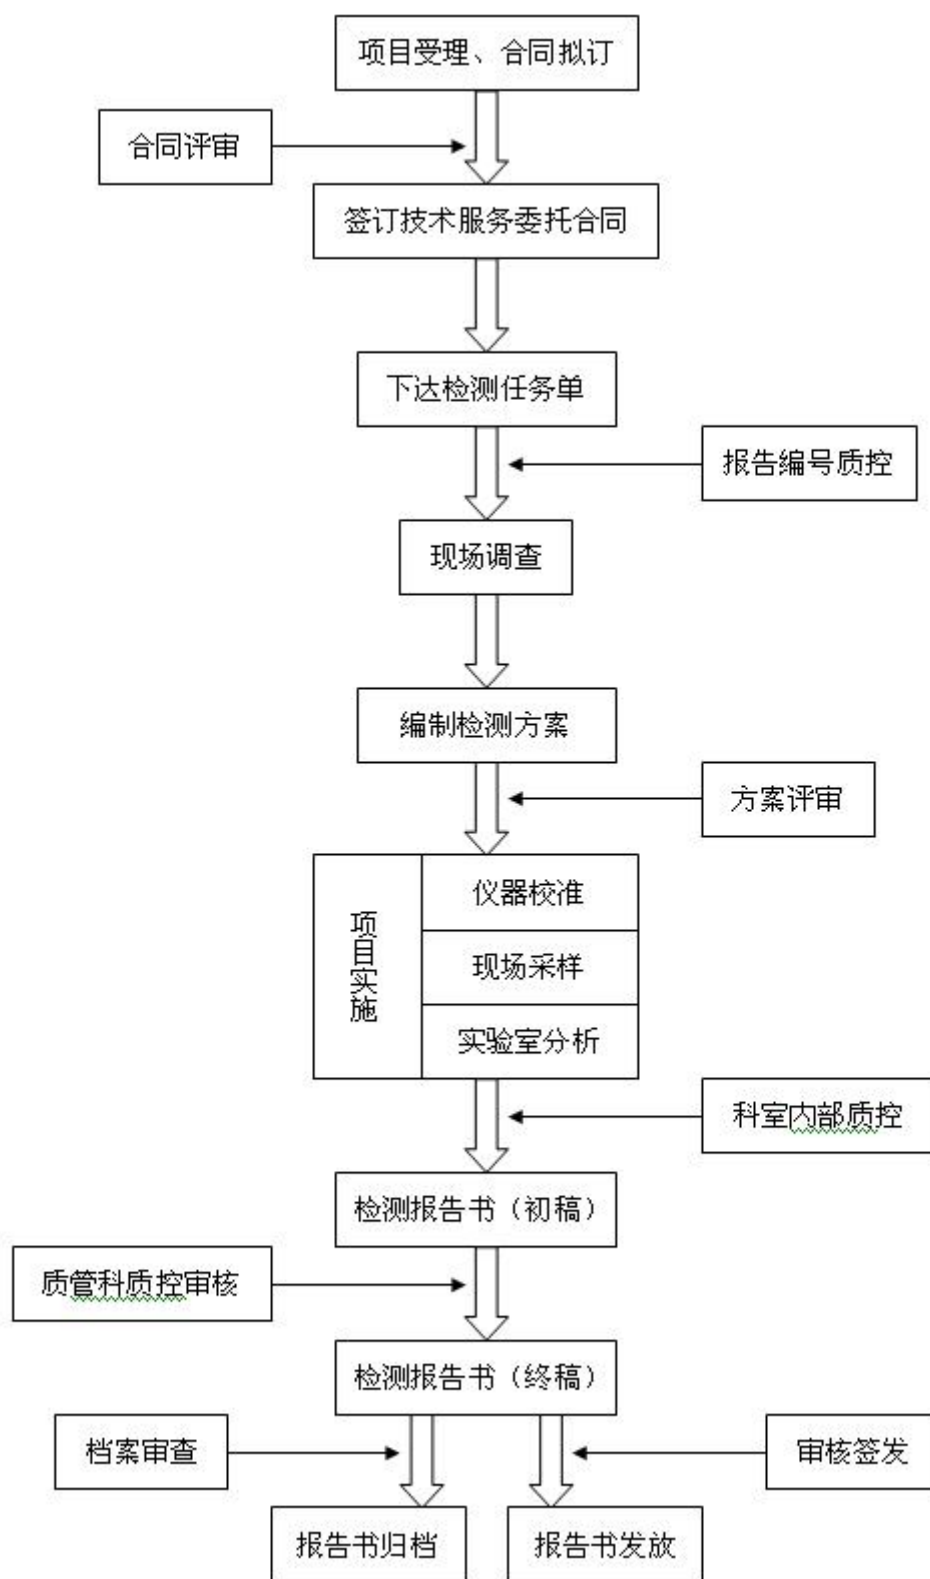 项目受理、合同拟订
合同评审
签订技术服务委托合同
下达检测任务单
报告编号质控
现场调查
编制检测方案
方案评审
项目实施
仪器校准
现场采样
实验室分析
科室内部质控
检测报告书（初稿）
质管科质控审核
检测报告书（终稿）
档案审查
审核签发
报告书归档
报告书发放